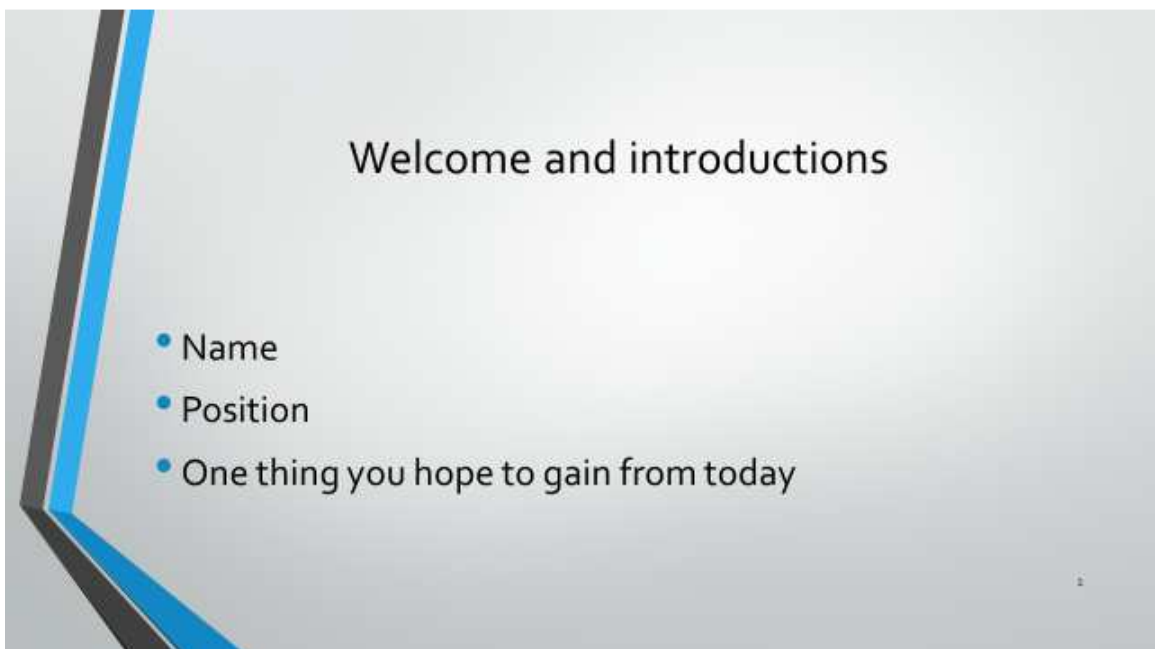 Welcome and introductions
• Name
• Position
• One thing you hope to gain from today